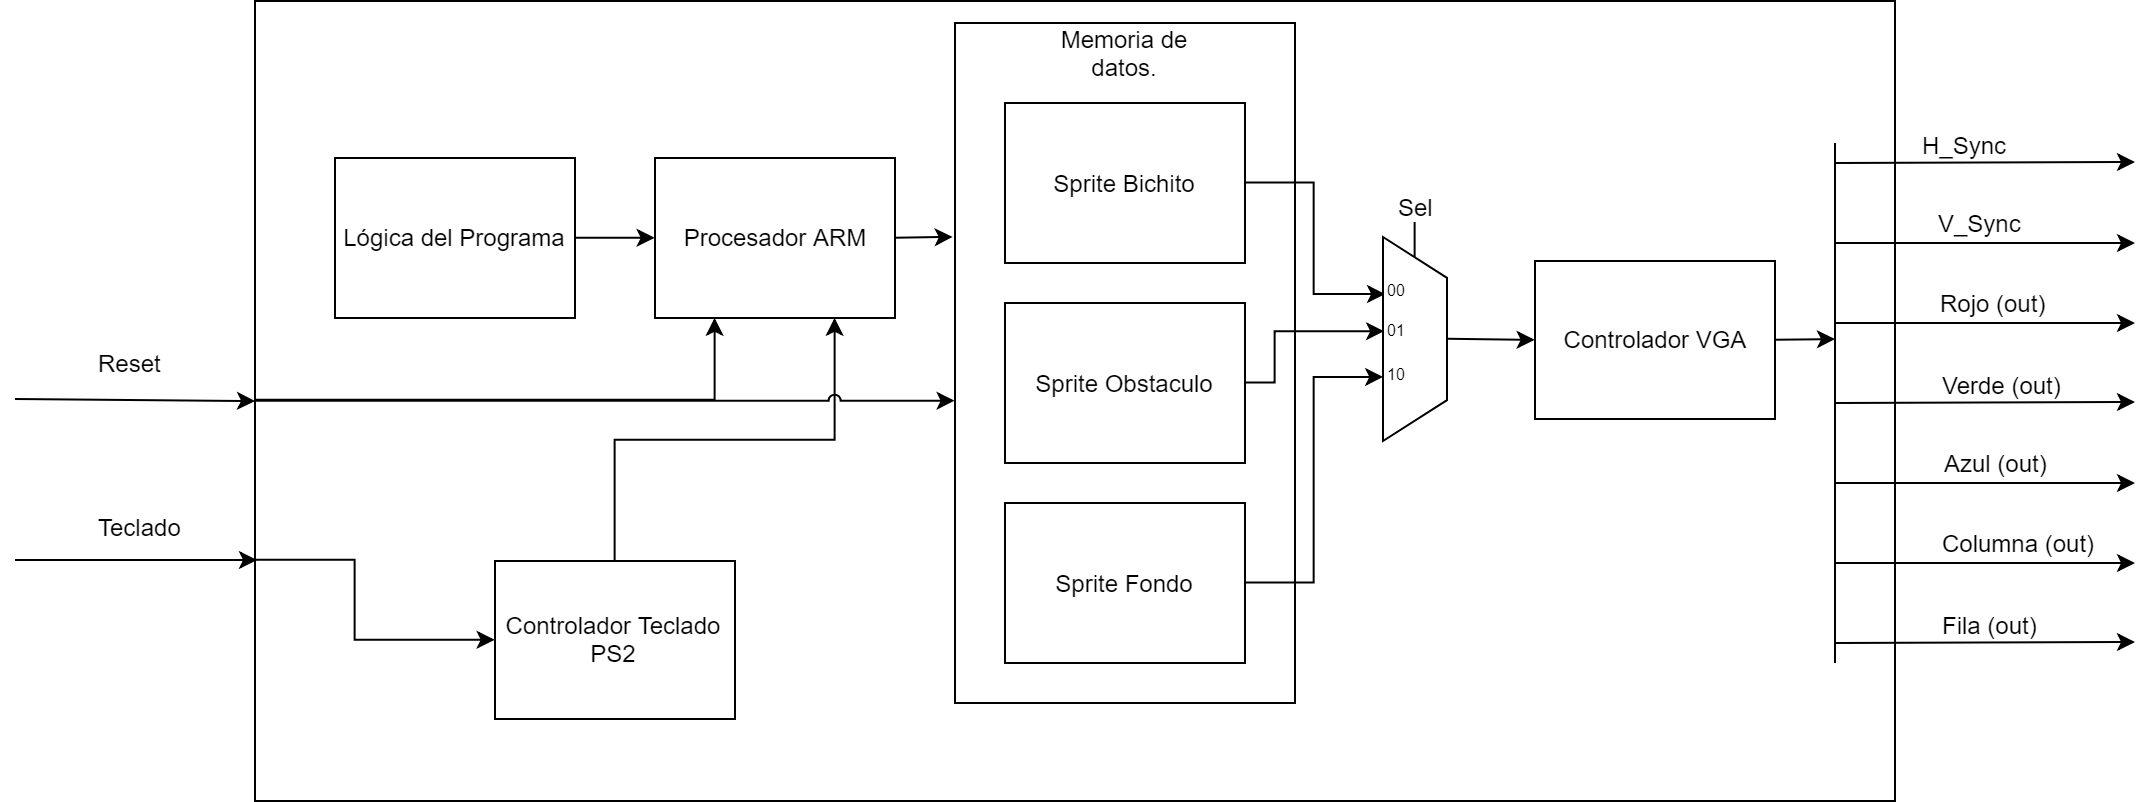 Memoria de
datos.
Sprite Bichito
Lógica del Programa
Procesador ARM
Reset
Teclado
Controlador Teclado
PS2
Sprite Obstaculo
Sprite Fondo
Sel
00
01
10
Controlador VGA
H_Sync
V_Sync
Rojo (out)
Verde (out)
Azul (out)
Columna (out)
Fila (out)